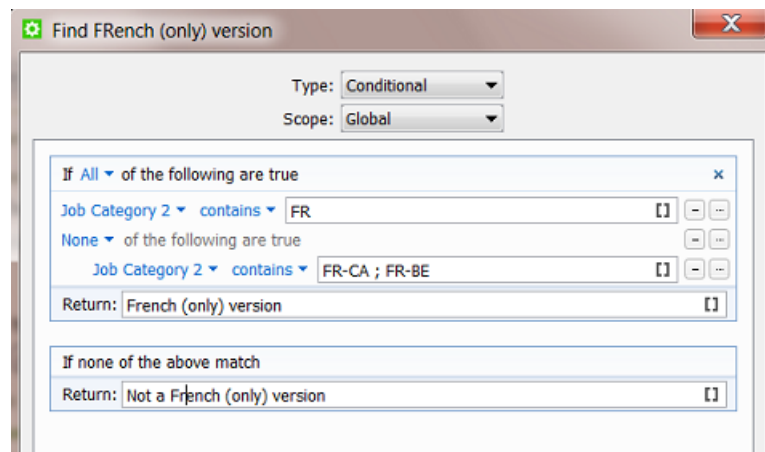 Find FRench (only) version
X
Type: Conditional
Scope: Global
If All of the following are true ×
Job Category 2 contains FR [] - ...
None of the following are true - ...
Job Category 2 contains FR-CA ; FR-BE [] - ...
Return: French (only) version []
If none of the above match
Return: Not a French (only) version []